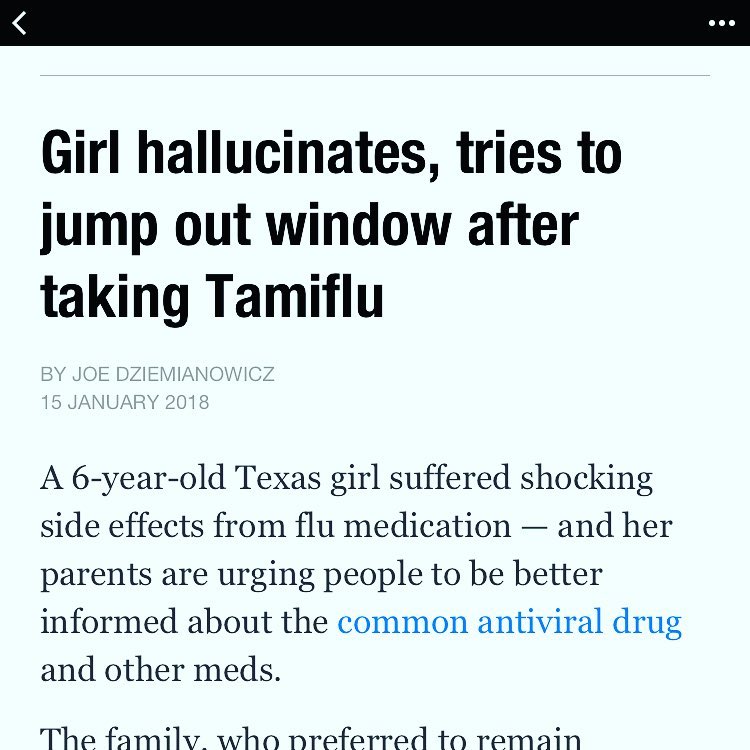 Girl hallucinates, tries to
jump out window after
taking Tamiflu
BY JOE DZIEMIANOWICZ
15 JANUARY 2018
A 6-year-old Texas girl suffered shocking
side effects from flu medication — and her
parents are urging people to be better
informed about the common antiviral drug
and other meds.
The family, who preferred to remain